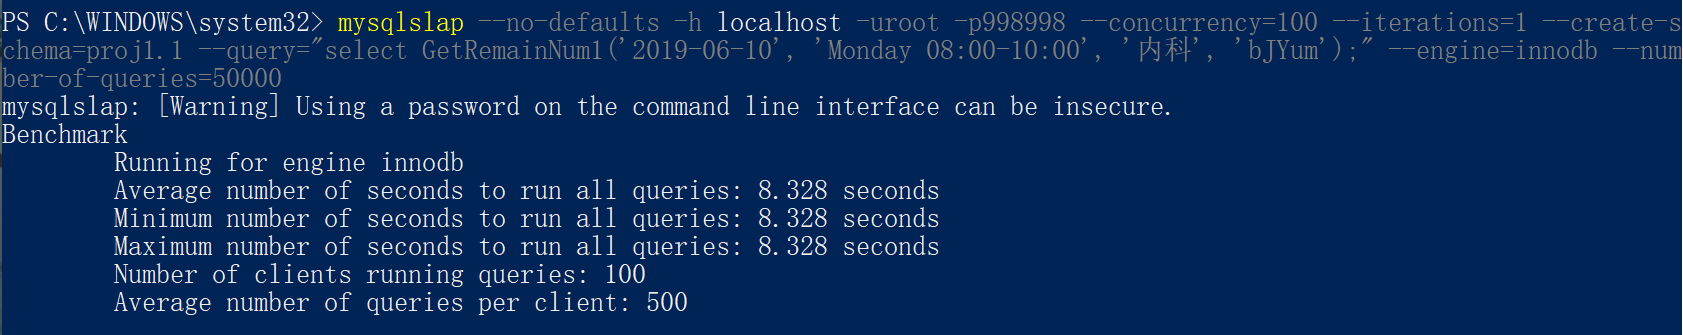 PS C:\WINDOWS\system32> mysqlslap --no-defaults -h localhost -uroot -p998998 --concurrency=100 --iterations=1 --create-s
chema=proj1.1 --query="select GetRemainNum1('2019-06-10', 'Monday 08:00-10:00', '内科', 'bJYum');" --engine=innodb --num
ber-of-queries=50000
mysqlslap: [Warning] Using a password on the command line interface can be insecure.
Benchmark
        Running for engine innodb
        Average number of seconds to run all queries: 8.328 seconds
        Minimum number of seconds to run all queries: 8.328 seconds
        Maximum number of seconds to run all queries: 8.328 seconds
        Number of clients running queries: 100
        Average number of queries per client: 500